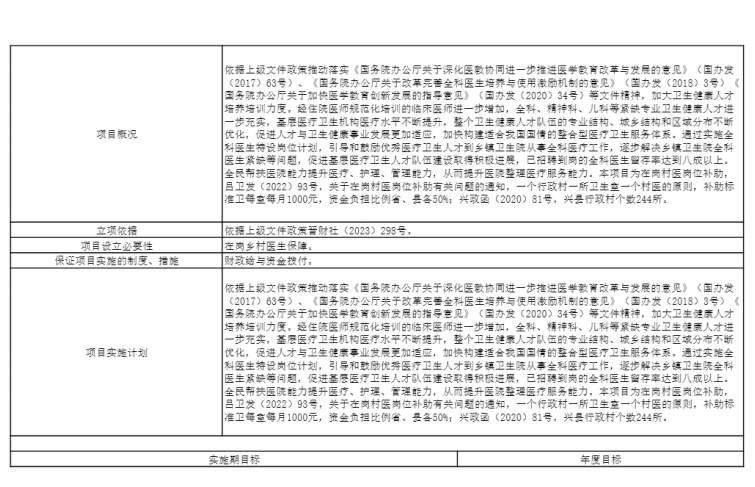 项目概况
依据上级文件政策推动落实《国务院办公厅关于深化医教协同进一步推进医学教育改革与发展的意见》（国办发
（2017）63号）、《国务院办公厅关于改革完善全科医生培养与使用激励机制的意见》（国办发（2018）3号）《
国务院办公厅关于加快医学教育创新发展的指导意见》（国办发（2020）34号）等文件精神，加大卫生健康人才
培养培训力度。经住院医师规范化培训的临床医师进一步增加，全科、精神科、儿科等紧缺专业卫生健康人才进
一步充实，基层医疗卫生机构医疗水平不断提升，整个卫生人才队伍的专业结构、城乡结构和区域分布不断
优化，促进人才与卫生健康事业发展更加适应，加快构建适合我国国情的整合型医疗卫生服务体系。通过实施全
科医生特设岗位计划，引导和鼓励优秀医疗卫生人才到乡镇卫生院从事全科医疗工作，逐步解决乡镇卫生院全科
医生紧缺等问题，促进基层医疗卫生人才队伍建设取得积极进展，已招聘到岗的全科医生留存率达到八成以上。
全民帮扶医院能力提升医疗、护理、管理能力，从而提升医院整理医疗服务能力。本项目为在岗村医岗位补助，
吕卫发（2022）93号，关于在岗村医岗位补助有关问题的通知，一个行政村一所卫生室一个村医的原则，补助标
准卫每室每月1000元，资金负担比例省、县各50%；兴政函（2020）81号，兴县行政村个数244所。
立项依据
依据上级文件政策晋财社（2023）298号。
项目设立必要性
在岗乡村医生保障。
保证项目实施的制度、措施
财政给与资金拨付。
项目实施计划
依据上级文件政策推动落实《国务院办公厅关于深化医教协同进一步推进医学教育改革与发展的意见》（国办发
（2017）63号）、《国务院办公厅关于改革完善全科医生培养与使用激励机制的意见》（国办发（2018）3号）《
国务院办公厅关于加快医学教育创新发展的指导意见》（国办发（2020）34号）等文件精神，加大卫生健康人才
培养培训力度。经住院医师规范化培训的临床医师进一步增加，全科、精神科、儿科等紧缺专业卫生健康人才进
一步充实，基层医疗卫生机构医疗水平不断提升，整个卫生人才队伍的专业结构、城乡结构和区域分布不断
优化，促进人才与卫生健康事业发展更加适应，加快构建适合我国国情的整合型医疗卫生服务体系。通过实施全
科医生特设岗位计划，引导和鼓励优秀医疗卫生人才到乡镇卫生院从事全科医疗工作，逐步解决乡镇卫生院全科
医生紧缺等问题，促进基层医疗卫生人才队伍建设取得积极进展，已招聘到岗的全科医生留存率达到八成以上。
全民帮扶医院能力提升医疗、护理、管理能力，从而提升医院整理医疗服务能力。本项目为在岗村医岗位补助，
吕卫发（2022）93号，关于在岗村医岗位补助有关问题的通知，一个行政村一所卫生室一个村医的原则，补助标
准卫每室每月1000元，资金负担比例省、县各50%；兴政函（2020）81号，兴县行政村个数244所。
实施期目标
年度目标